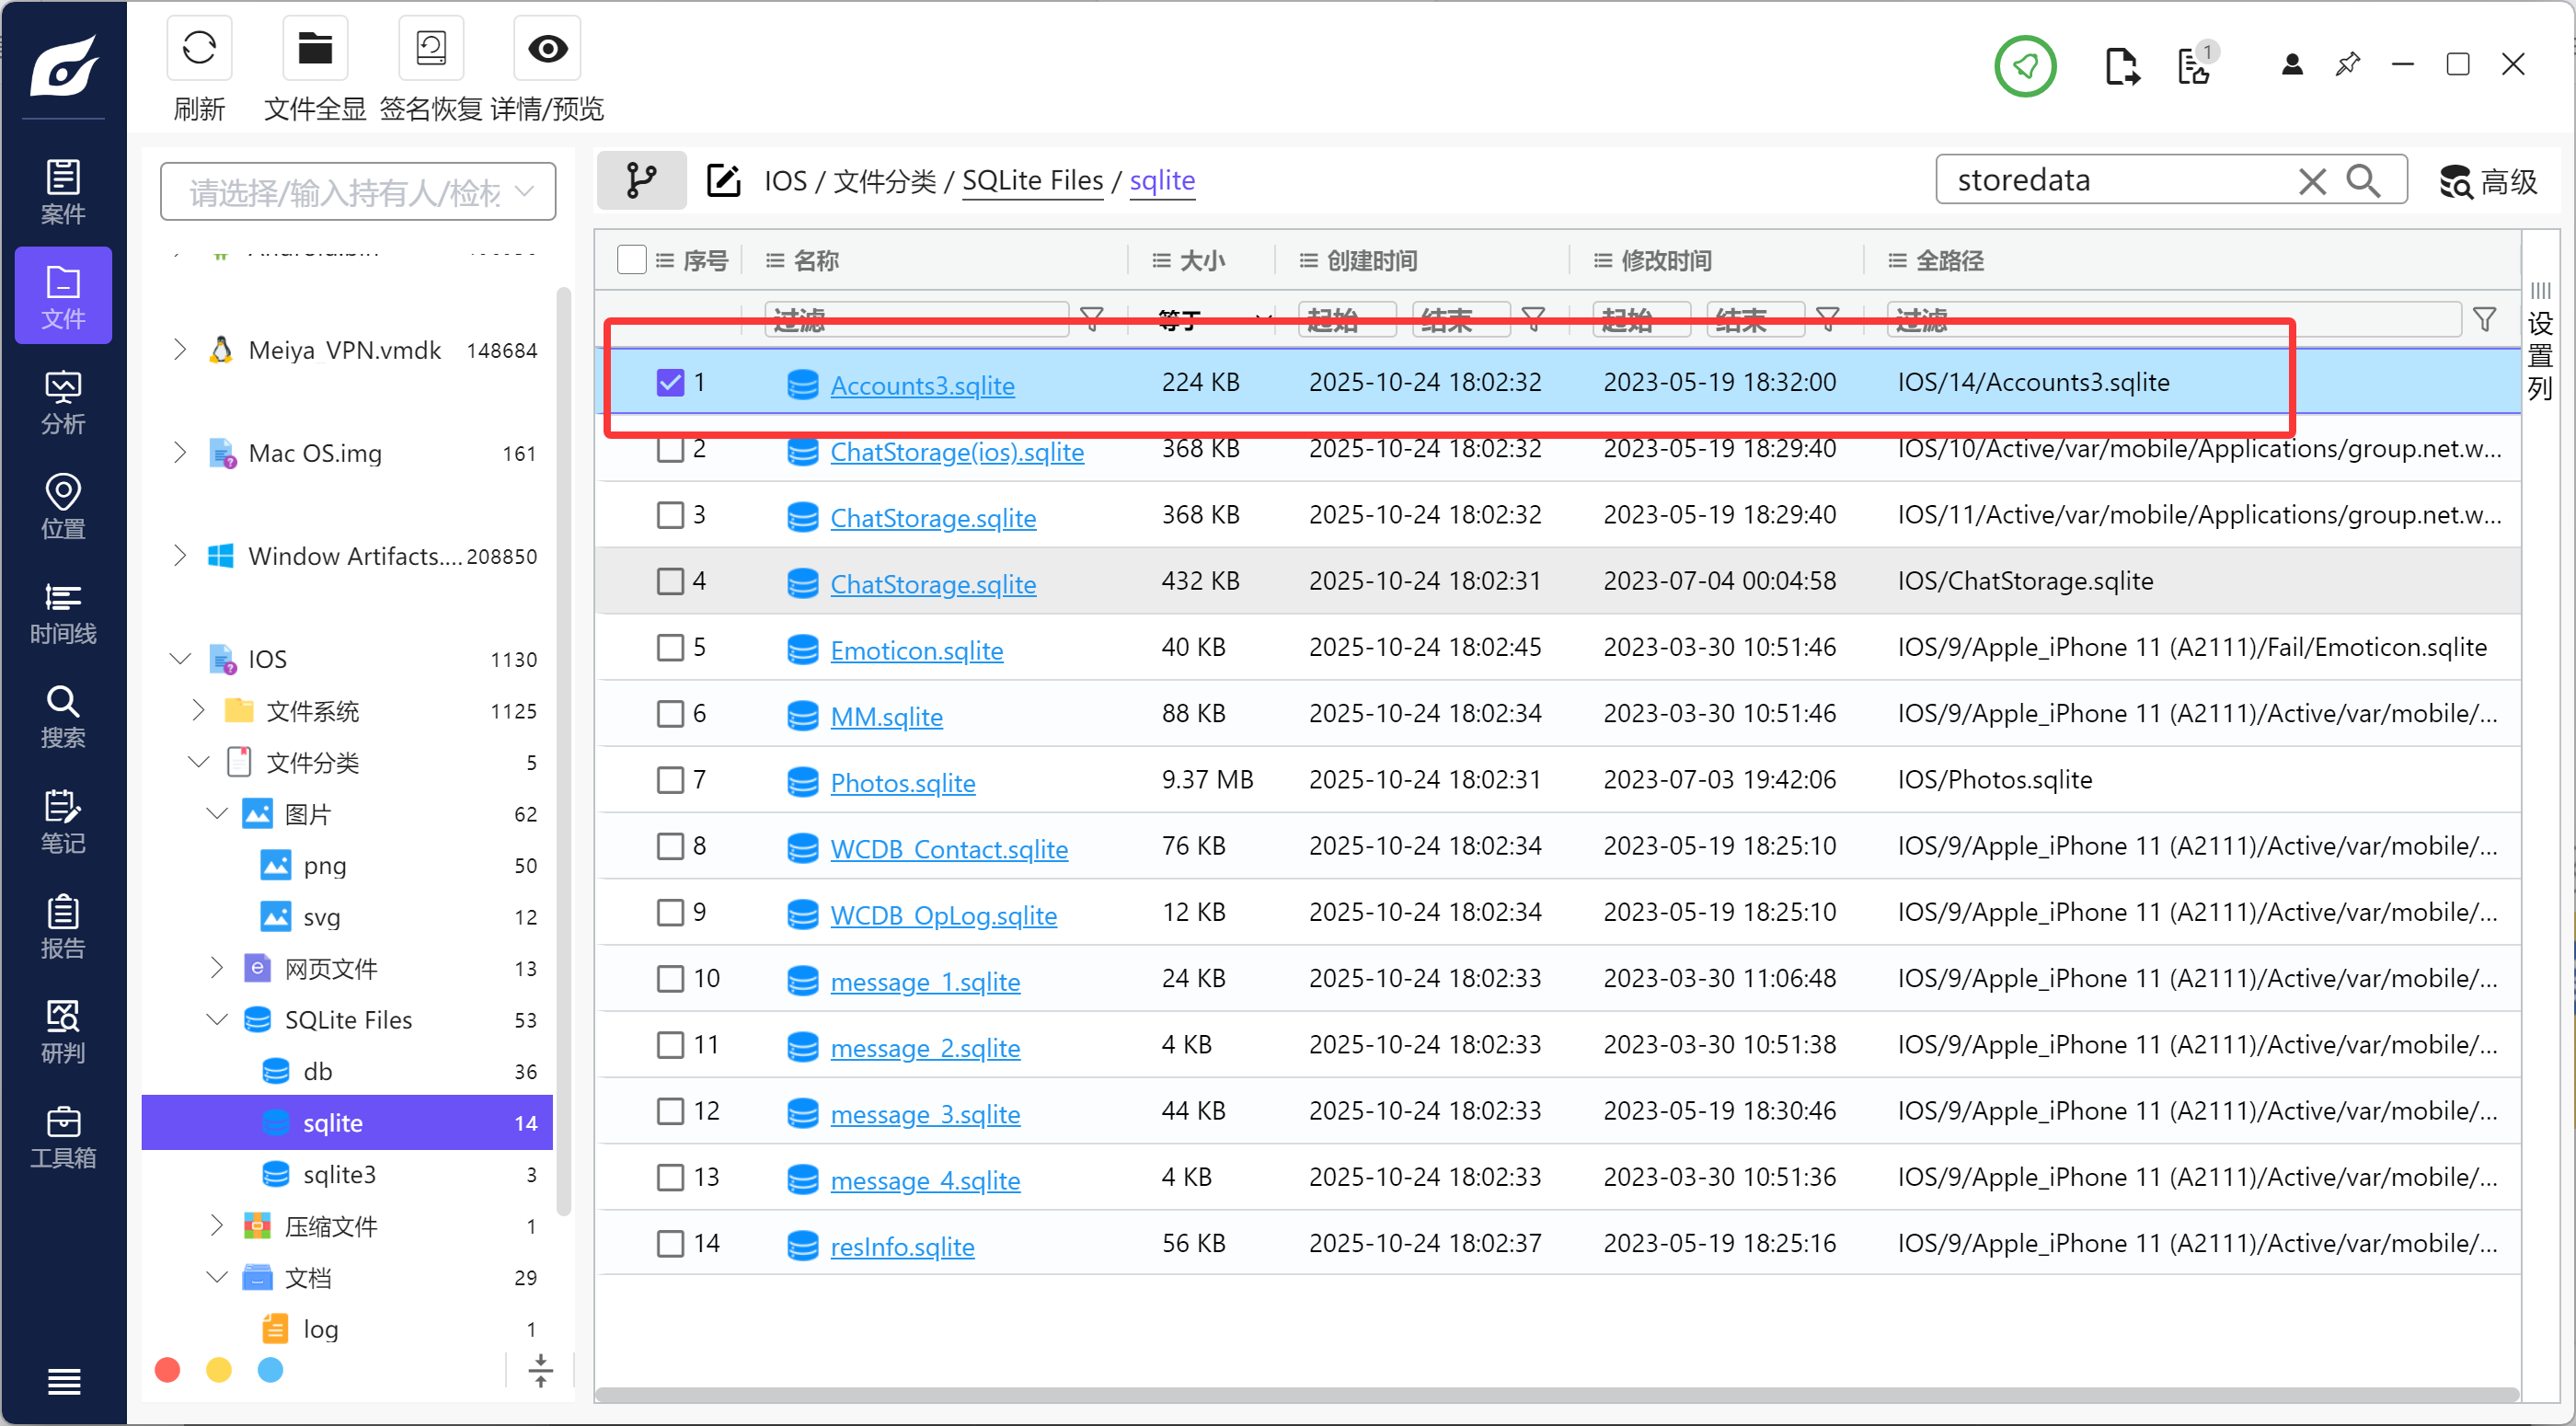 刷新 文件全显 签名恢复 详情/预览 1
案件
文件
分析
位置
时间线
搜索
笔记
报告
研判
工具箱
请选择/输入持有人/检材
Meiya_VPN.vmdk 148684
Mac OS.img 161
Window Artifacts.... 208850
IOS 1130
文件系统 1125
文件分类 5
图片 62
png 50
svg 12
网页文件 13
SQLite Files 53
db 36
sqlite 14
sqlite3 3
压缩文件 1
文档 29
log 1
IOS / 文件分类 / SQLite Files / sqlite storedata 高级
序号 名称 大小 创建时间 修改时间 全路径
过滤 等于 起始 结束 起始 结束 过滤
1 Accounts3.sqlite 224 KB 2025-10-24 18:02:32 2023-05-19 18:32:00 IOS/14/Accounts3.sqlite
2 ChatStorage(ios).sqlite 368 KB 2025-10-24 18:02:32 2023-05-19 18:29:40 IOS/10/Active/var/mobile/Applications/group.net.w...
3 ChatStorage.sqlite 368 KB 2025-10-24 18:02:32 2023-05-19 18:29:40 IOS/11/Active/var/mobile/Applications/group.net.w...
4 ChatStorage.sqlite 432 KB 2025-10-24 18:02:31 2023-07-04 00:04:58 IOS/ChatStorage.sqlite
5 Emoticon.sqlite 40 KB 2025-10-24 18:02:45 2023-03-30 10:51:46 IOS/9/Apple_iPhone 11 (A2111)/Fail/Emoticon.sqlite
6 MM.sqlite 88 KB 2025-10-24 18:02:34 2023-03-30 10:51:46 IOS/9/Apple_iPhone 11 (A2111)/Active/var/mobile/...
7 Photos.sqlite 9.37 MB 2025-10-24 18:02:31 2023-07-03 19:42:06 IOS/Photos.sqlite
8 WCDB_Contact.sqlite 76 KB 2025-10-24 18:02:34 2023-05-19 18:25:10 IOS/9/Apple_iPhone 11 (A2111)/Active/var/mobile/...
9 WCDB_OpLog.sqlite 12 KB 2025-10-24 18:02:34 2023-05-19 18:25:10 IOS/9/Apple_iPhone 11 (A2111)/Active/var/mobile/...
10 message_1.sqlite 24 KB 2025-10-24 18:02:33 2023-03-30 11:06:48 IOS/9/Apple_iPhone 11 (A2111)/Active/var/mobile/...
11 message_2.sqlite 4 KB 2025-10-24 18:02:33 2023-03-30 10:51:38 IOS/9/Apple_iPhone 11 (A2111)/Active/var/mobile/...
12 message_3.sqlite 44 KB 2025-10-24 18:02:33 2023-05-19 18:30:46 IOS/9/Apple_iPhone 11 (A2111)/Active/var/mobile/...
13 message_4.sqlite 4 KB 2025-10-24 18:02:33 2023-03-30 10:51:36 IOS/9/Apple_iPhone 11 (A2111)/Active/var/mobile/...
14 resInfo.sqlite 56 KB 2025-10-24 18:02:37 2023-05-19 18:25:16 IOS/9/Apple_iPhone 11 (A2111)/Active/var/mobile/...
设置列